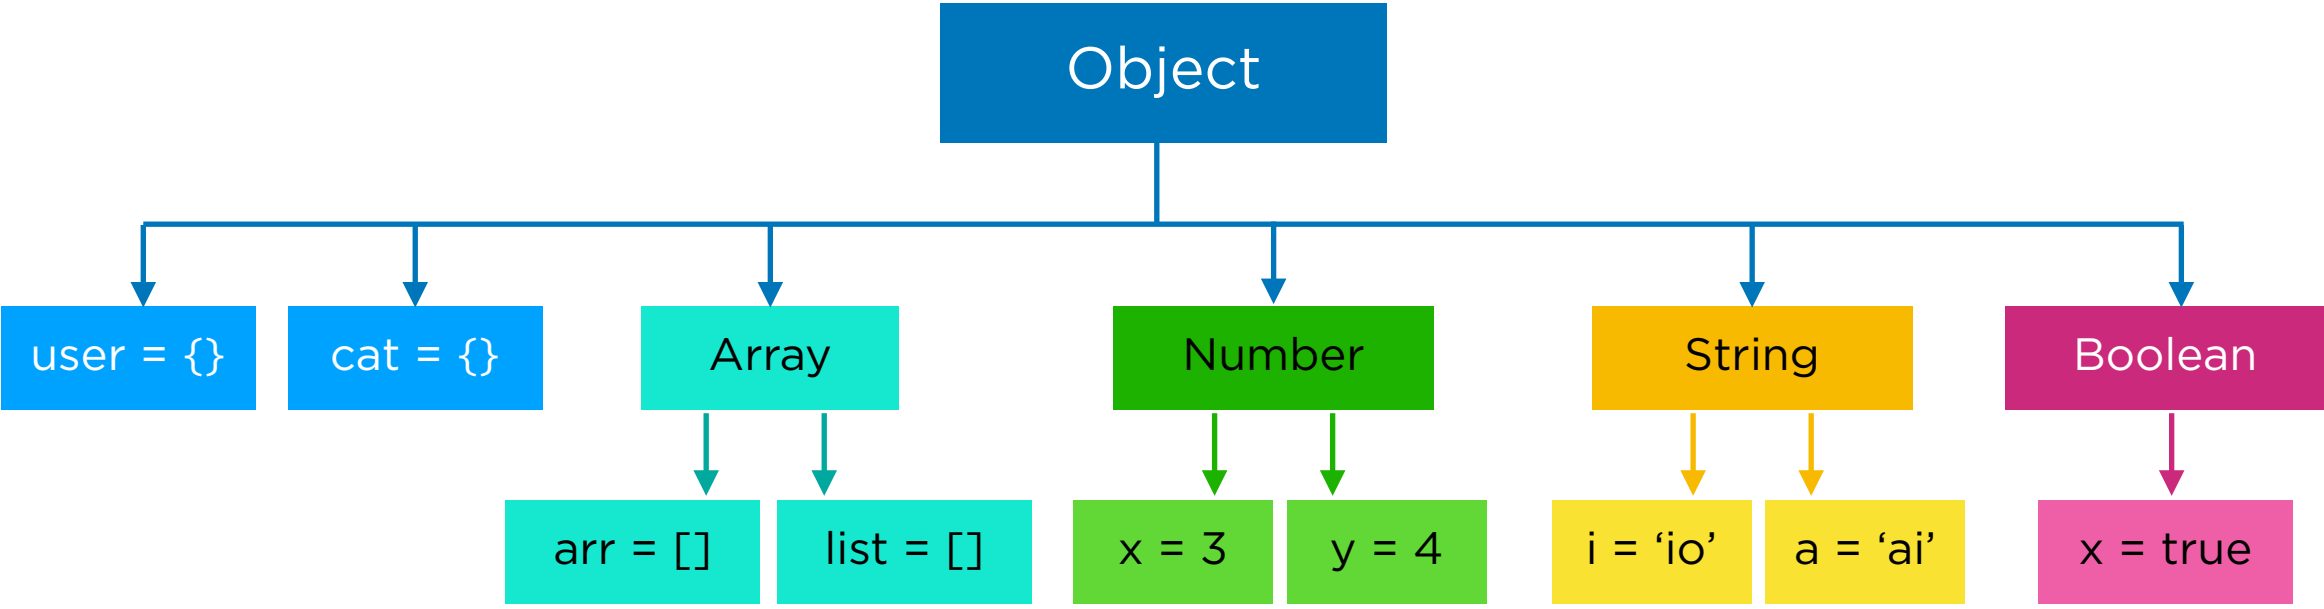 Object
user = {}
cat = {}
Array
Number
String
Boolean
arr = []
list = []
x = 3
y = 4
i = ‘io’
a = ‘ai’
x = true